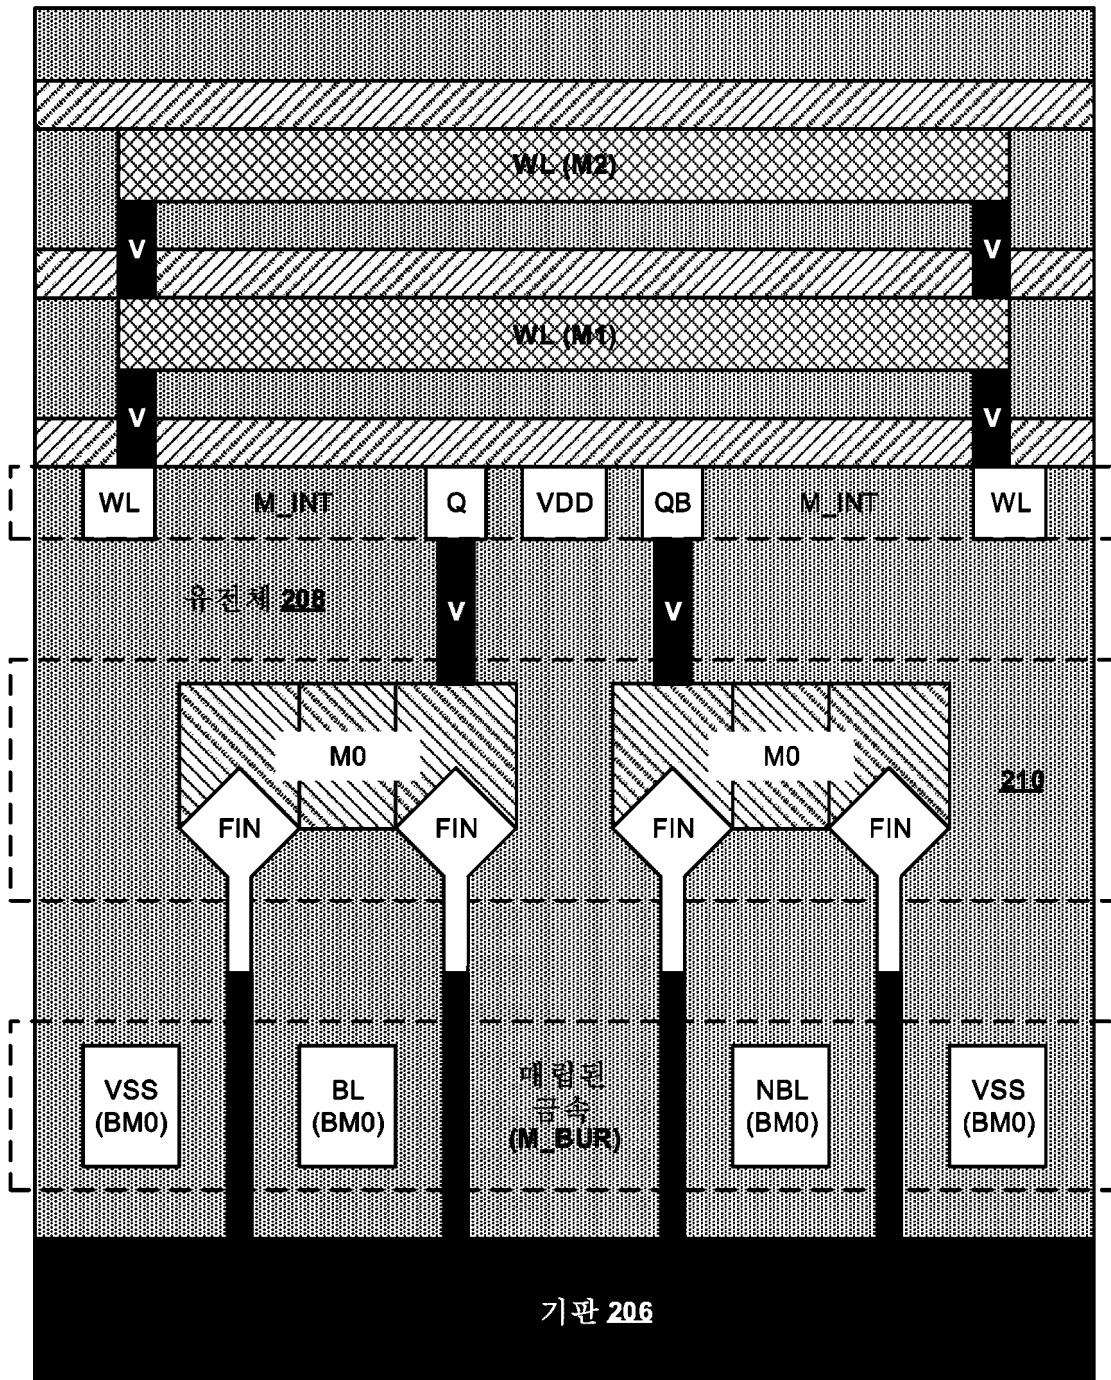 WL (M2)
V V
WL (M1)
V V
WL M_INT Q VDD QB M_INT WL
유전체 208
V V
M0 M0
210
FIN FIN FIN FIN
VSS (BM0)
BL (BM0)
매립된
금속
(M_BUR)
NBL (BM0)
VSS (BM0)
기판 206